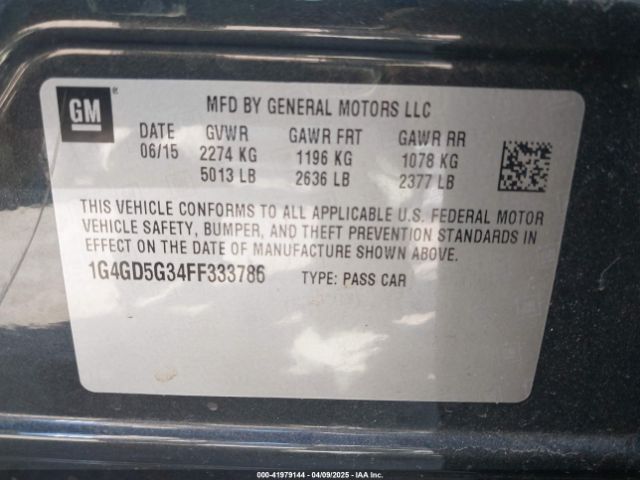 GM®
MFD BY GENERAL MOTORS LLC
DATE GVWR GAWR FRT GAWR RR
06/15 2274 KG 1196 KG 1078 KG
5013 LB 2636 LB 2377 LB
THIS VEHICLE CONFORMS TO ALL APPLICABLE U.S. FEDERAL MOTOR
VEHICLE SAFETY, BUMPER, AND THEFT PREVENTION STANDARDS IN
EFFECT ON THE DATE OF MANUFACTURE SHOWN ABOVE.
1G4GD5G34FF333786 TYPE: PASS CAR
000-41979144 - 04/09/2025 - IAA Inc.